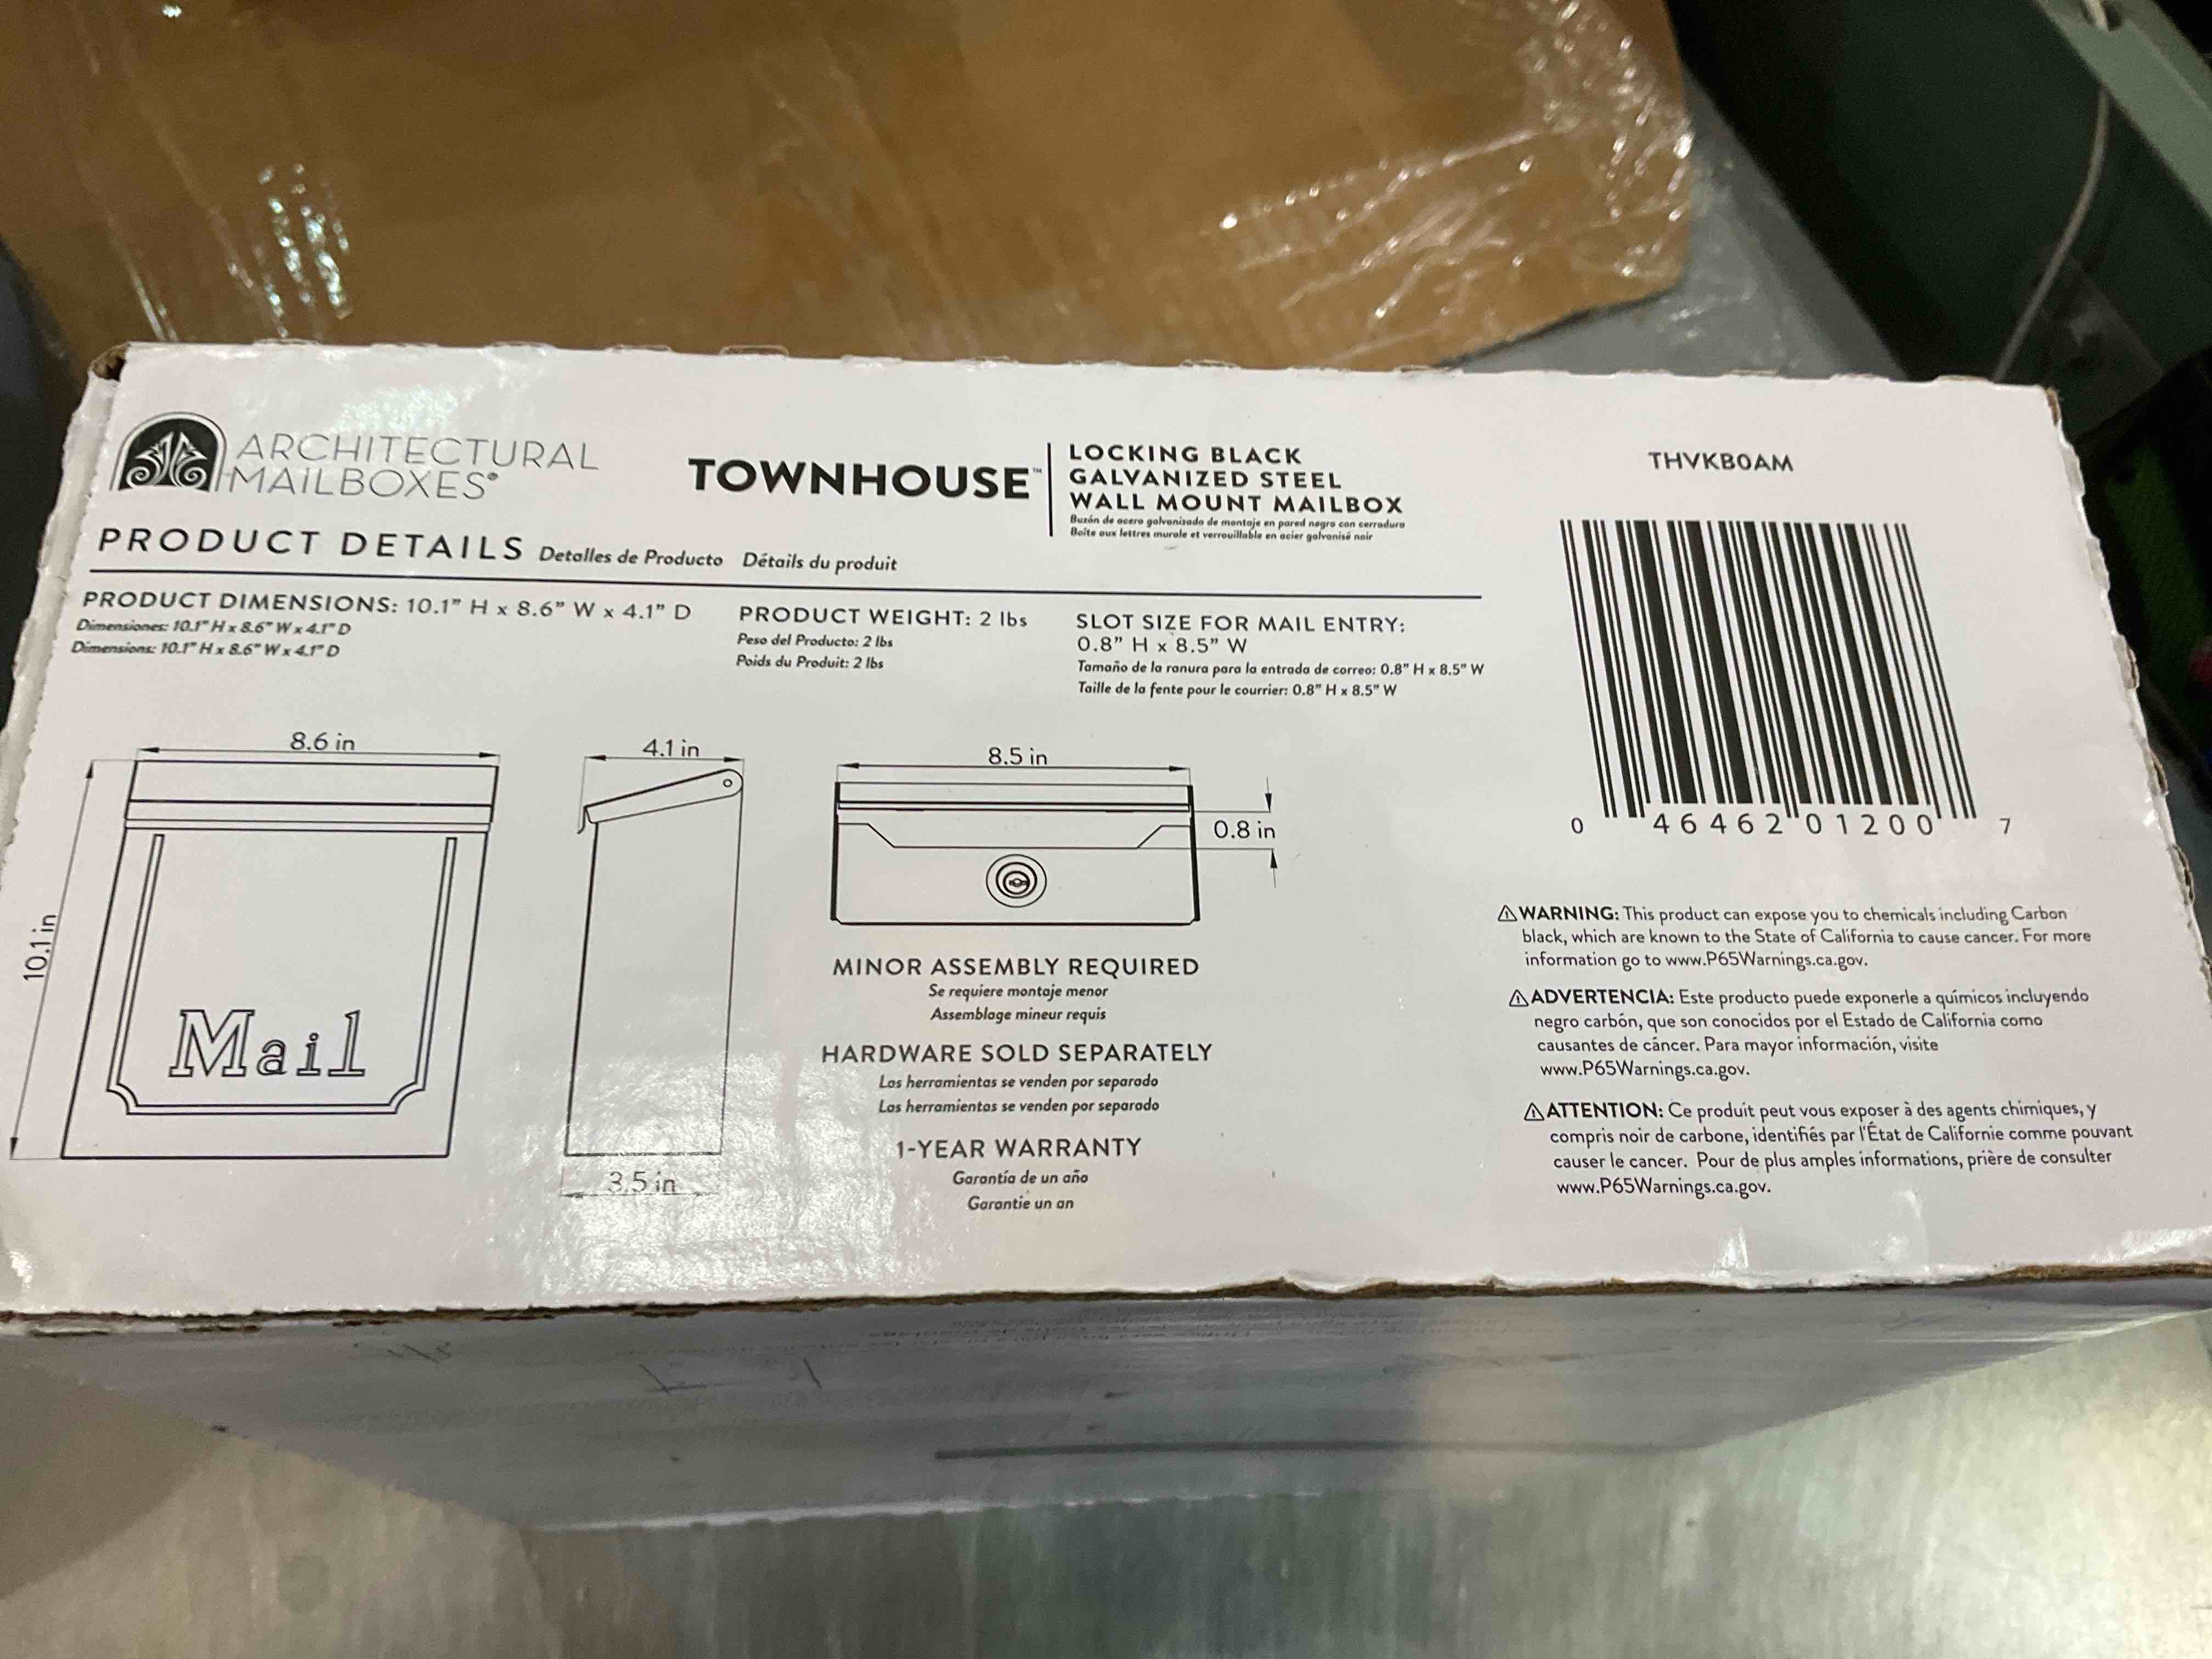 ARCHITECTURAL
MAILBOXES®
TOWNHOUSE™
LOCKING BLACK
GALVANIZED STEEL
WALL MOUNT MAILBOX
Buzón de acero galvanizado de montaje en pared negro con cerradura
Boîte aux lettres murale et verrouillable en acier galvanisé noir
THVKB0AM
PRODUCT DETAILS Detalles de Producto Détails du produit
PRODUCT DIMENSIONS: 10.1" H x 8.6" W x 4.1" D
Dimensiones: 10.1" H x 8.6" W x 4.1" D
Dimensions: 10.1" H x 8.6" W x 4.1" D
PRODUCT WEIGHT: 2 lbs
Peso del Producto: 2 lbs
Poids du Produit: 2 lbs
SLOT SIZE FOR MAIL ENTRY:
0.8" H x 8.5" W
Tamaño de la ranura para la entrada de correo: 0.8" H x 8.5" W
Taille de la fente pour le courrier: 0.8" H x 8.5" W
8.6 in
10.1 in
Mail
4.1 in
3.5 in
8.5 in
0.8 in
MINOR ASSEMBLY REQUIRED
Se requiere montaje menor
Assemblage mineur requis
HARDWARE SOLD SEPARATELY
Las herramientas se venden por separado
Las herramientas se venden por separado
1-YEAR WARRANTY
Garantía de un año
Garantie un an
0 46462 01200 7
⚠WARNING: This product can expose you to chemicals including Carbon
black, which are known to the State of California to cause cancer. For more
information go to www.P65Warnings.ca.gov.
⚠ADVERTENCIA: Este producto puede exponerle a químicos incluyendo
negro carbón, que son conocidos por el Estado de California como
causantes de cáncer. Para mayor información, visite
www.P65Warnings.ca.gov.
⚠ATTENTION: Ce produit peut vous exposer à des agents chimiques, y
compris noir de carbone, identifiés par l'État de Californie comme pouvant
causer le cancer. Pour de plus amples informations, prière de consulter
www.P65Warnings.ca.gov.